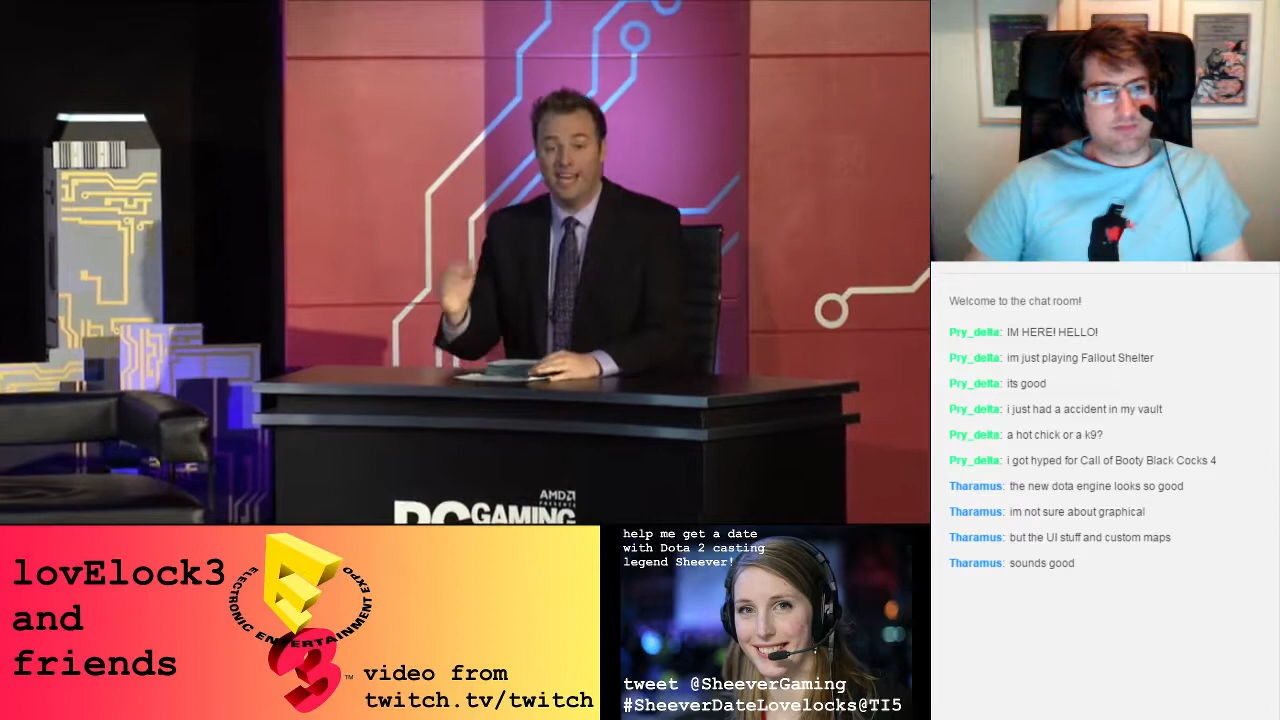 AMD
PRESENTS
PC GAMING
Welcome to the chat room!
Pry_delta: IM HERE! HELLO!
Pry_delta: im just playing Fallout Shelter
Pry_delta: its good
Pry_delta: i just had a accident in my vault
Pry_delta: a hot chick or a k9?
Pry_delta: i got hyped for Call of Booty Black Cocks 4
Tharamus: the new dota engine looks so good
Tharamus: im not sure about graphical
Tharamus: but the UI stuff and custom maps
Tharamus: sounds good
lovElock3
and
friends
E3
ELECTRONIC ENTERTAINMENT EXPO
TM
video from
twitch.tv/twitch
help me get a date
with Dota 2 casting
legend Sheever!
tweet @SheeverGaming
#SheeverDateLovelocks@TI5